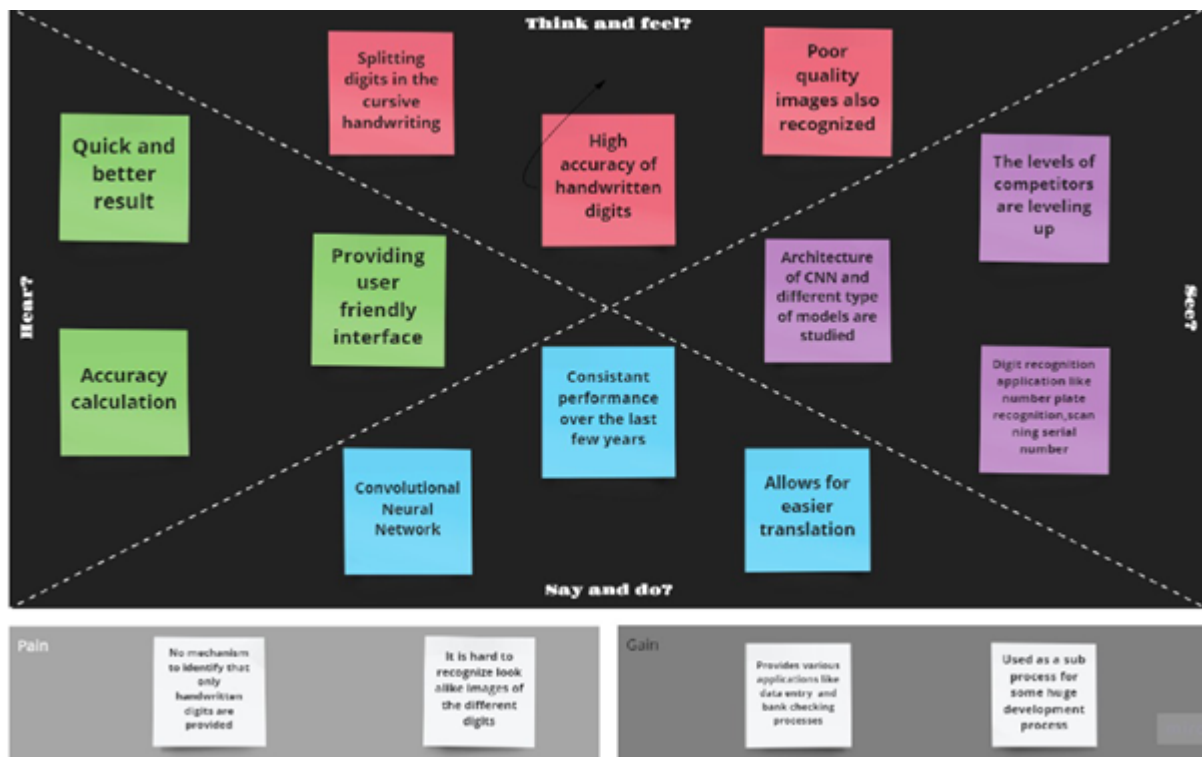 Think and feel?
Splitting
digits in the
cursive
handwriting
High
accuracy of
handwritten
digits
Poor
quality
images also
recognized
Hear?
Quick and
better
result
Providing
user
friendly
interface
Accuracy
calculation
See?
The levels of
competitors
are leveling
up
Architecture
of CNN and
different type
of models are
studied
Digit recognition
application like
number plate
recognition,scan
ning serial
number
Consistant
performance
over the last
few years
Convolutional
Neural
Network
Allows for
easier
translation
Say and do?
Pain
No mechanism
to identify that
only
handwritten
digits are
provided
It is hard to
recognize look
alike images of
the different
digits
Gain
Provides various
applications like
data entry and
bank checking
processes
Used as a sub
process for
some huge
development
process